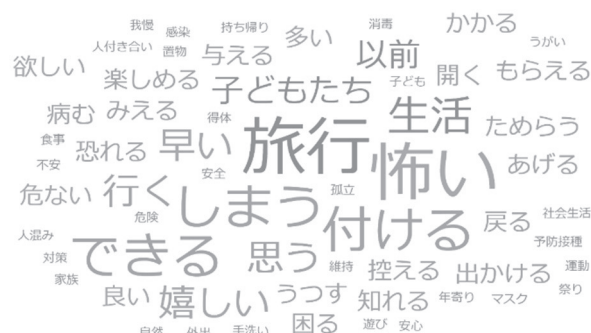 我慢 感染 持ち帰り 多い 消毒 かかる
人付き合い 置物 与える 以前 うがい
欲しい 楽しめる 子どもたち 子ども 開く もらえる
病む みえる 得体 生活 ためらう
食事 恐れる 早い 旅行 怖い あげる
不安 安全
危ない 行く しまう 孤立 付ける 戻る 社会生活
危険 予防接種
人混み できる 思う 維持 控える 出かける 運動
対策
家族 良い 嬉しい うつす 知れる 年寄り マスク 祭り
自然 外出 手洗い 困る 遊び 安心